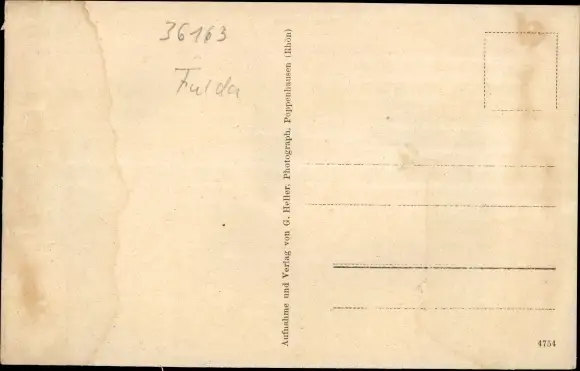 36163
Fulda
Aufnahme und Verlag von G. Heller, Photograph, Poppenhausen (Rhön)
4754